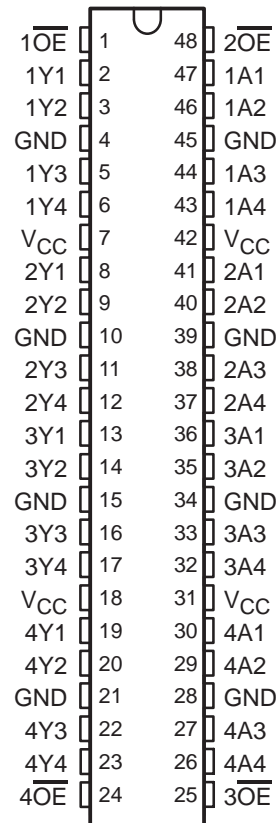 1O̅E̅ 1 48 2O̅E̅
1Y1 2 47 1A1
1Y2 3 46 1A2
GND 4 45 GND
1Y3 5 44 1A3
1Y4 6 43 1A4
VCC 7 42 VCC
2Y1 8 41 2A1
2Y2 9 40 2A2
GND 10 39 GND
2Y3 11 38 2A3
2Y4 12 37 2A4
3Y1 13 36 3A1
3Y2 14 35 3A2
GND 15 34 GND
3Y3 16 33 3A3
3Y4 17 32 3A4
VCC 18 31 VCC
4Y1 19 30 4A1
4Y2 20 29 4A2
GND 21 28 GND
4Y3 22 27 4A3
4Y4 23 26 4A4
4O̅E̅ 24 25 3O̅E̅